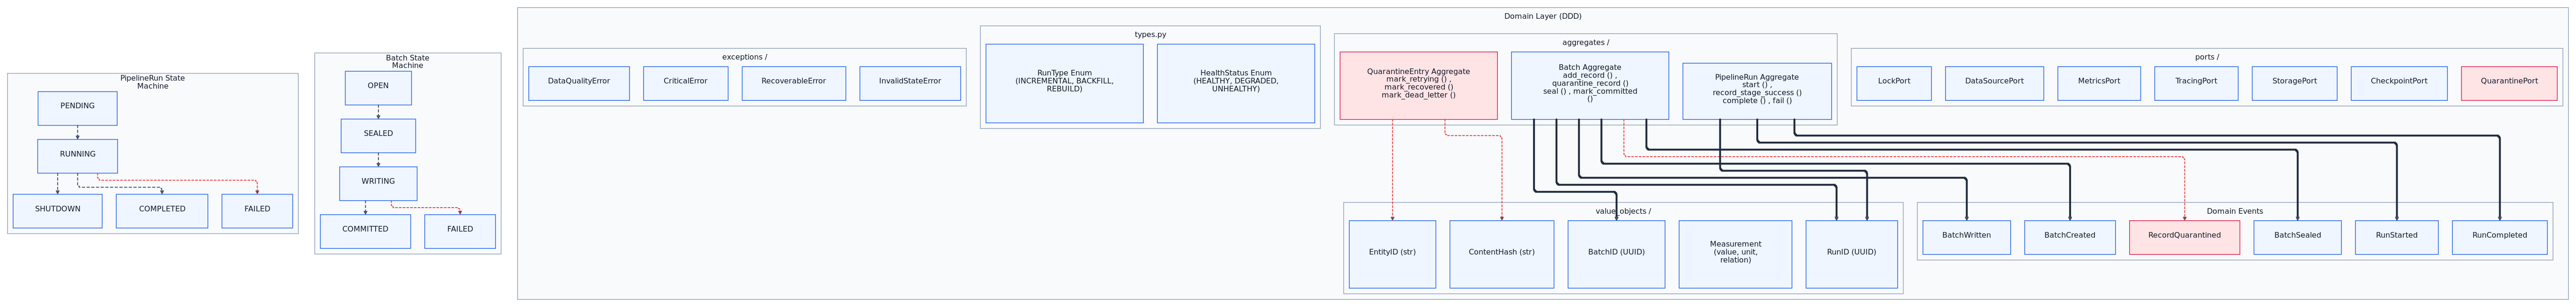 PipelineRun State
Machine
PENDING
RUNNING
SHUTDOWN
COMPLETED
FAILED
Batch State
Machine
OPEN
SEALED
WRITING
COMMITTED
FAILED
Domain Layer (DDD)
exceptions /
DataQualityError
CriticalError
RecoverableError
InvalidStateError
types.py
RunType Enum
(INCREMENTAL, BACKFILL,
REBUILD)
HealthStatus Enum
(HEALTHY, DEGRADED,
UNHEALTHY)
aggregates /
QuarantineEntry Aggregate
mark_retrying () ,
mark_recovered ()
mark_dead_letter ()
Batch Aggregate
add_record () ,
quarantine_record ()
seal () , mark_committed
()
PipelineRun Aggregate
start () ,
record_stage_success ()
complete () , fail ()
ports /
LockPort
DataSourcePort
MetricsPort
TracingPort
StoragePort
CheckpointPort
QuarantinePort
value_objects /
EntityID (str)
ContentHash (str)
BatchID (UUID)
Measurement
(value, unit,
relation)
RunID (UUID)
Domain Events
BatchWritten
BatchCreated
RecordQuarantined
BatchSealed
RunStarted
RunCompleted